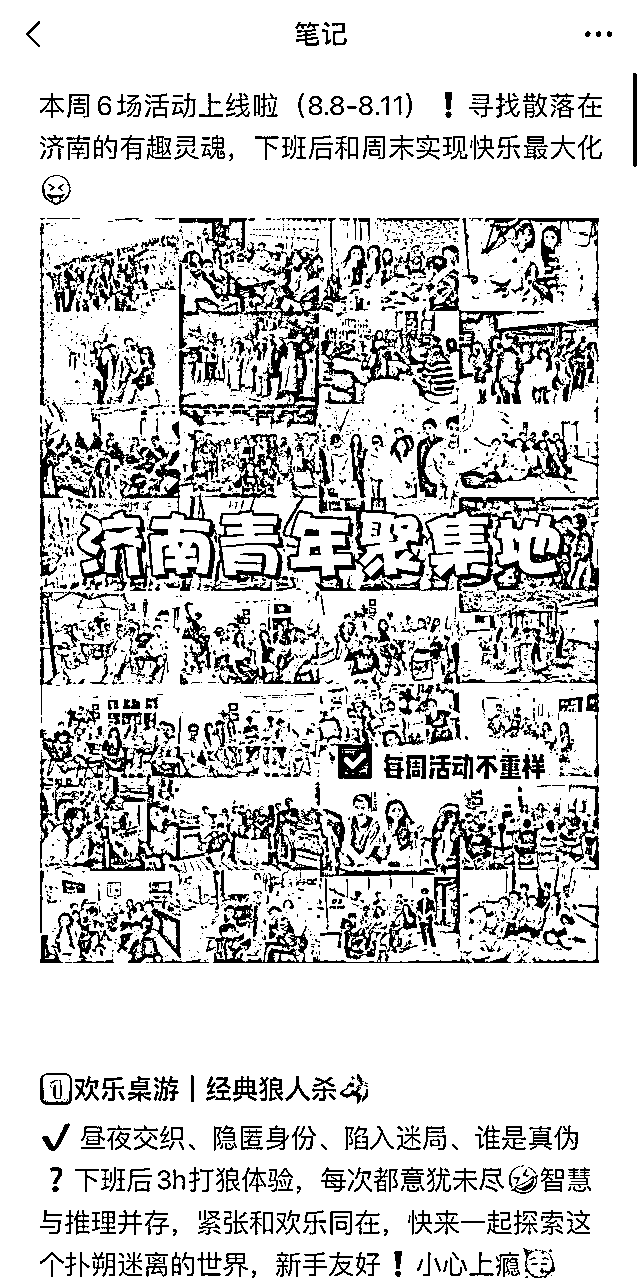 笔记
本周6场活动上线啦（8.8-8.11）❗寻找散落在
济南的有趣灵魂，下班后和周末实现快乐最大化
😝
济南青年聚集地
✅ 每周活动不重样
1️⃣欢乐桌游｜经典狼人杀🐺
✔️ 昼夜交织、隐匿身份、陷入迷局、谁是真伪
❓下班后3h打狼体验，每次都意犹未尽🤣智慧
与推理并存，紧张和欢乐同在，快来一起探索这
个扑朔迷离的世界，新手友好❗小心上瘾😼